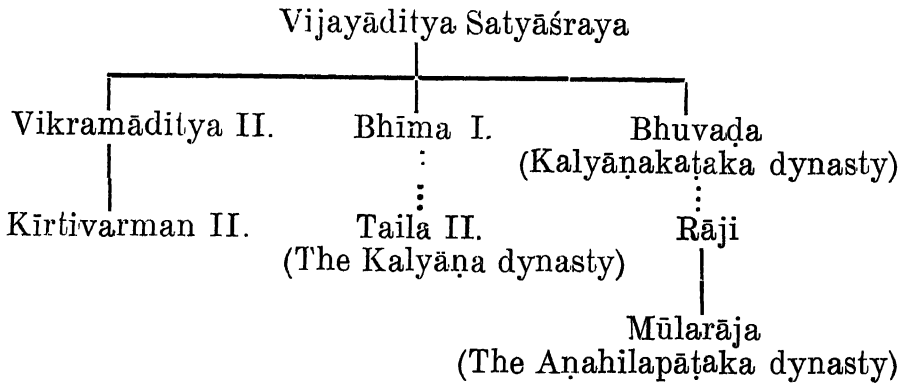 Vijayāditya Satyāśraya
Vikramāditya II. Bhīma I. Bhuvaḍa
(Kalyāṇakaṭaka dynasty)
Kīrtivarman II. Taila II. Rāji
(The Kalyāṇa dynasty)
Mūlarāja
(The Aṇahilapāṭaka dynasty)